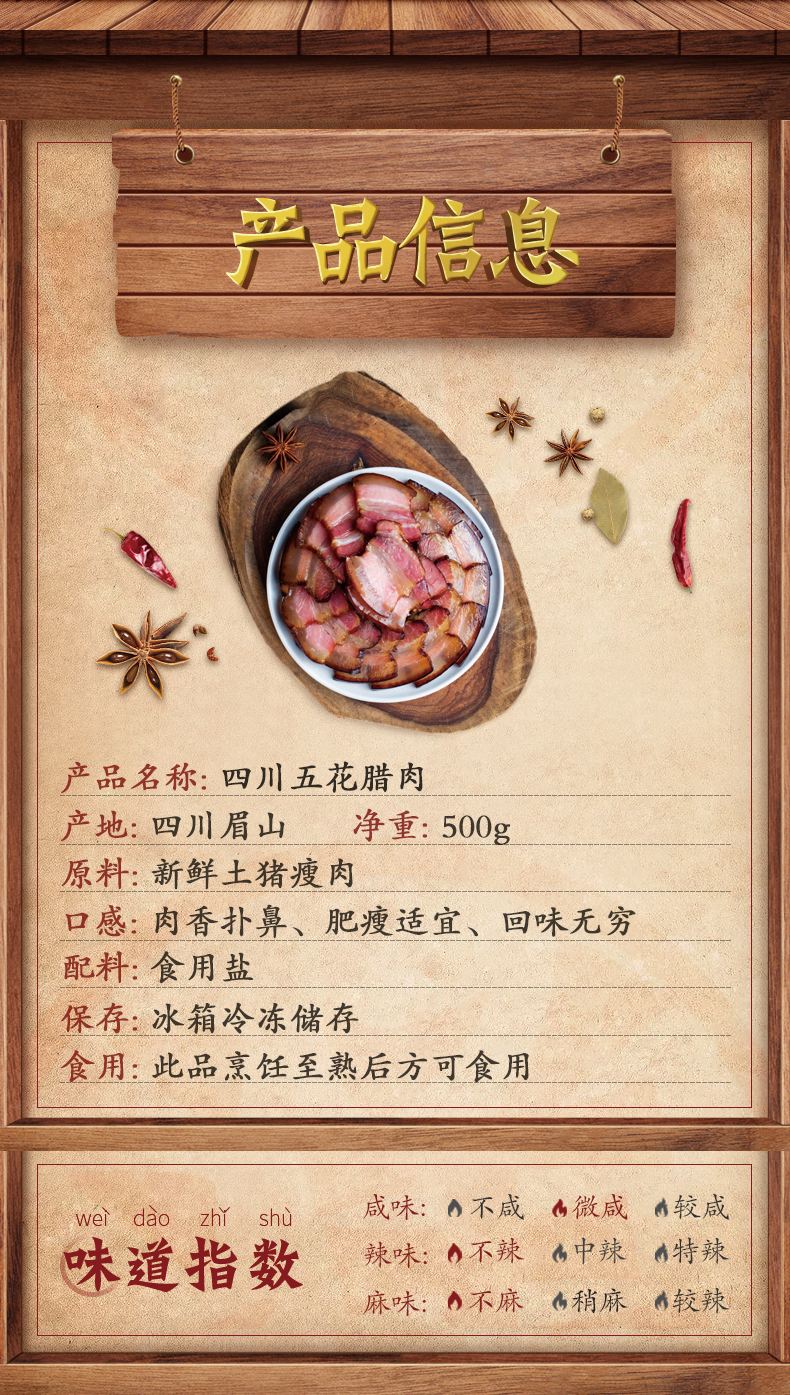 产品信息
产品名称: 四川五花腊肉
产地: 四川眉山 净重: 500g
原料: 新鲜土猪瘦肉
口感: 肉香扑鼻、肥瘦适宜、回味无穷
配料: 食用盐
保存: 冰箱冷冻储存
食用: 此品烹饪至熟后方可食用
weì dào zhǐ shù
味道指数
咸味: 不咸 微咸 较咸
辣味: 不辣 中辣 特辣
麻味: 不麻 稍麻 较辣